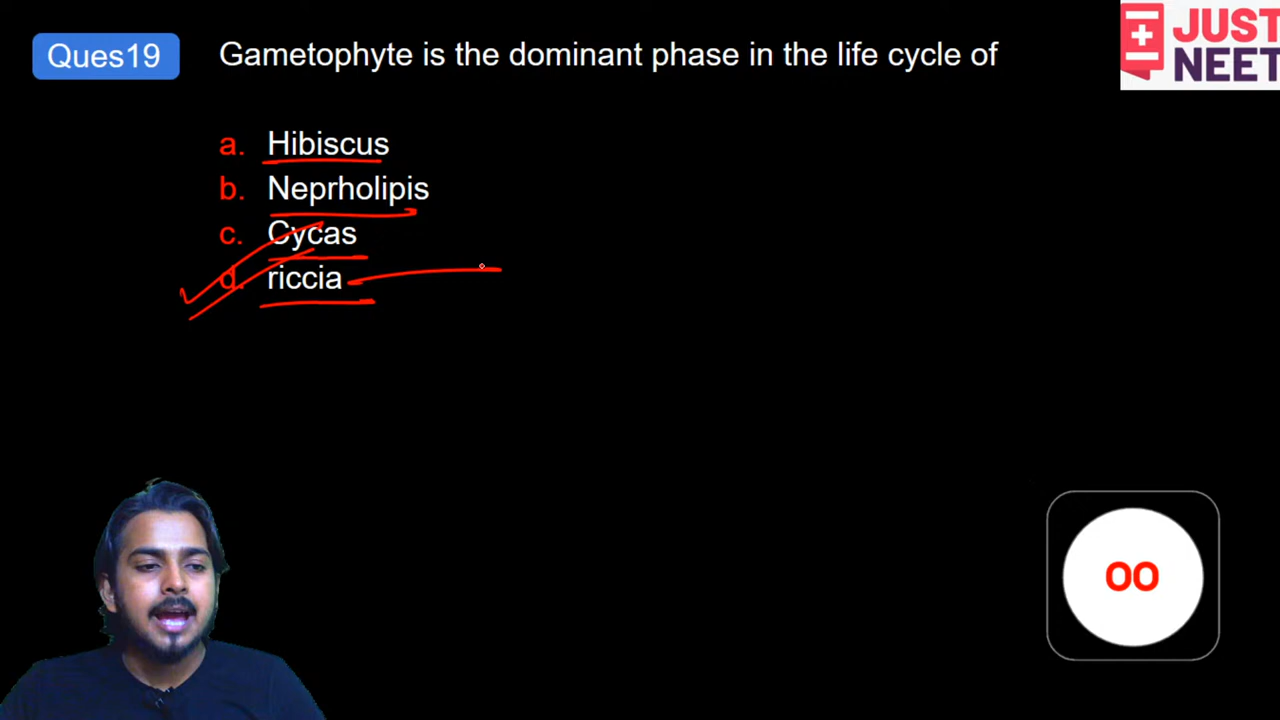 Ques19 Gametophyte is the dominant phase in the life cycle of
JUST
NEET
a. Hibiscus
b. Neprholipis
c. Cycas
d. riccia
00